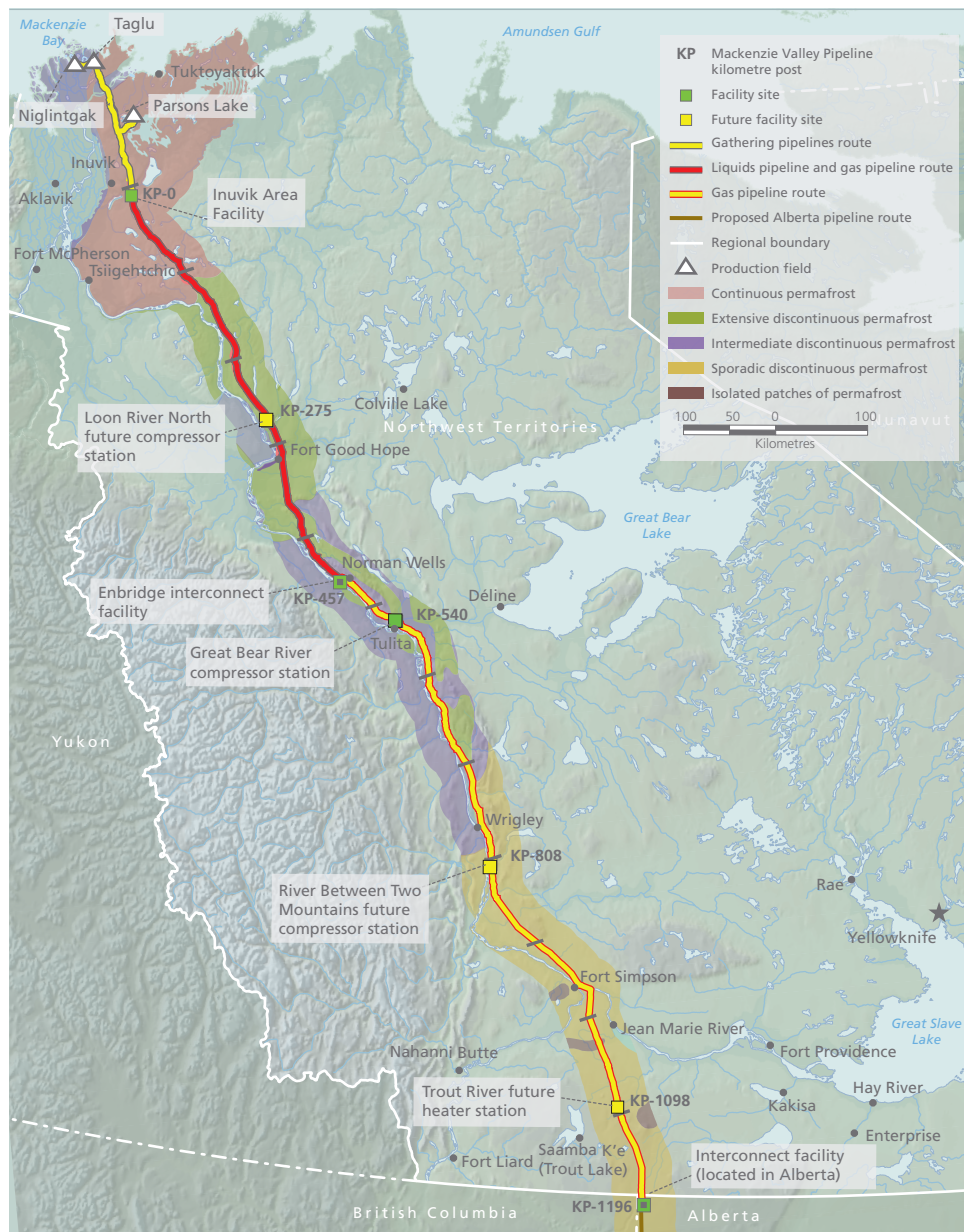 Mackenzie
Bay
Taglu
Amundsen Gulf
Tuktoyaktuk
Parsons Lake
Niglintgak
Inuvik
KP-0
Aklavik
Inuvik Area
Facility
Fort McPherson
Tsiigehtchic
KP Mackenzie Valley Pipeline
kilometre post
Facility site
Future facility site
Gathering pipelines route
Liquids pipeline and gas pipeline route
Gas pipeline route
Proposed Alberta pipeline route
Regional boundary
Production field
Continuous permafrost
Extensive discontinuous permafrost
Intermediate discontinuous permafrost
Sporadic discontinuous permafrost
Isolated patches of permafrost
100 50 0 100
Kilometres
Nunavut
KP-275
Colville Lake
Loon River North
future compressor
station
Northwest Territories
Fort Good Hope
Great Bear
Lake
Norman Wells
Enbridge interconnect
facility
KP-457
Déline
KP-540
Tulita
Great Bear River
compressor station
Yukon
Wrigley
KP-808
River Between Two
Mountains future
compressor station
Rae
Yellowknife
Fort Simpson
Jean Marie River
Great Slave
Lake
Nahanni Butte
Fort Providence
Hay River
Kakisa
Trout River future
heater station
KP-1098
Enterprise
Saamba K'e
(Trout Lake)
Fort Liard
Interconnect facility
(located in Alberta)
KP-1196
British Columbia
Alberta